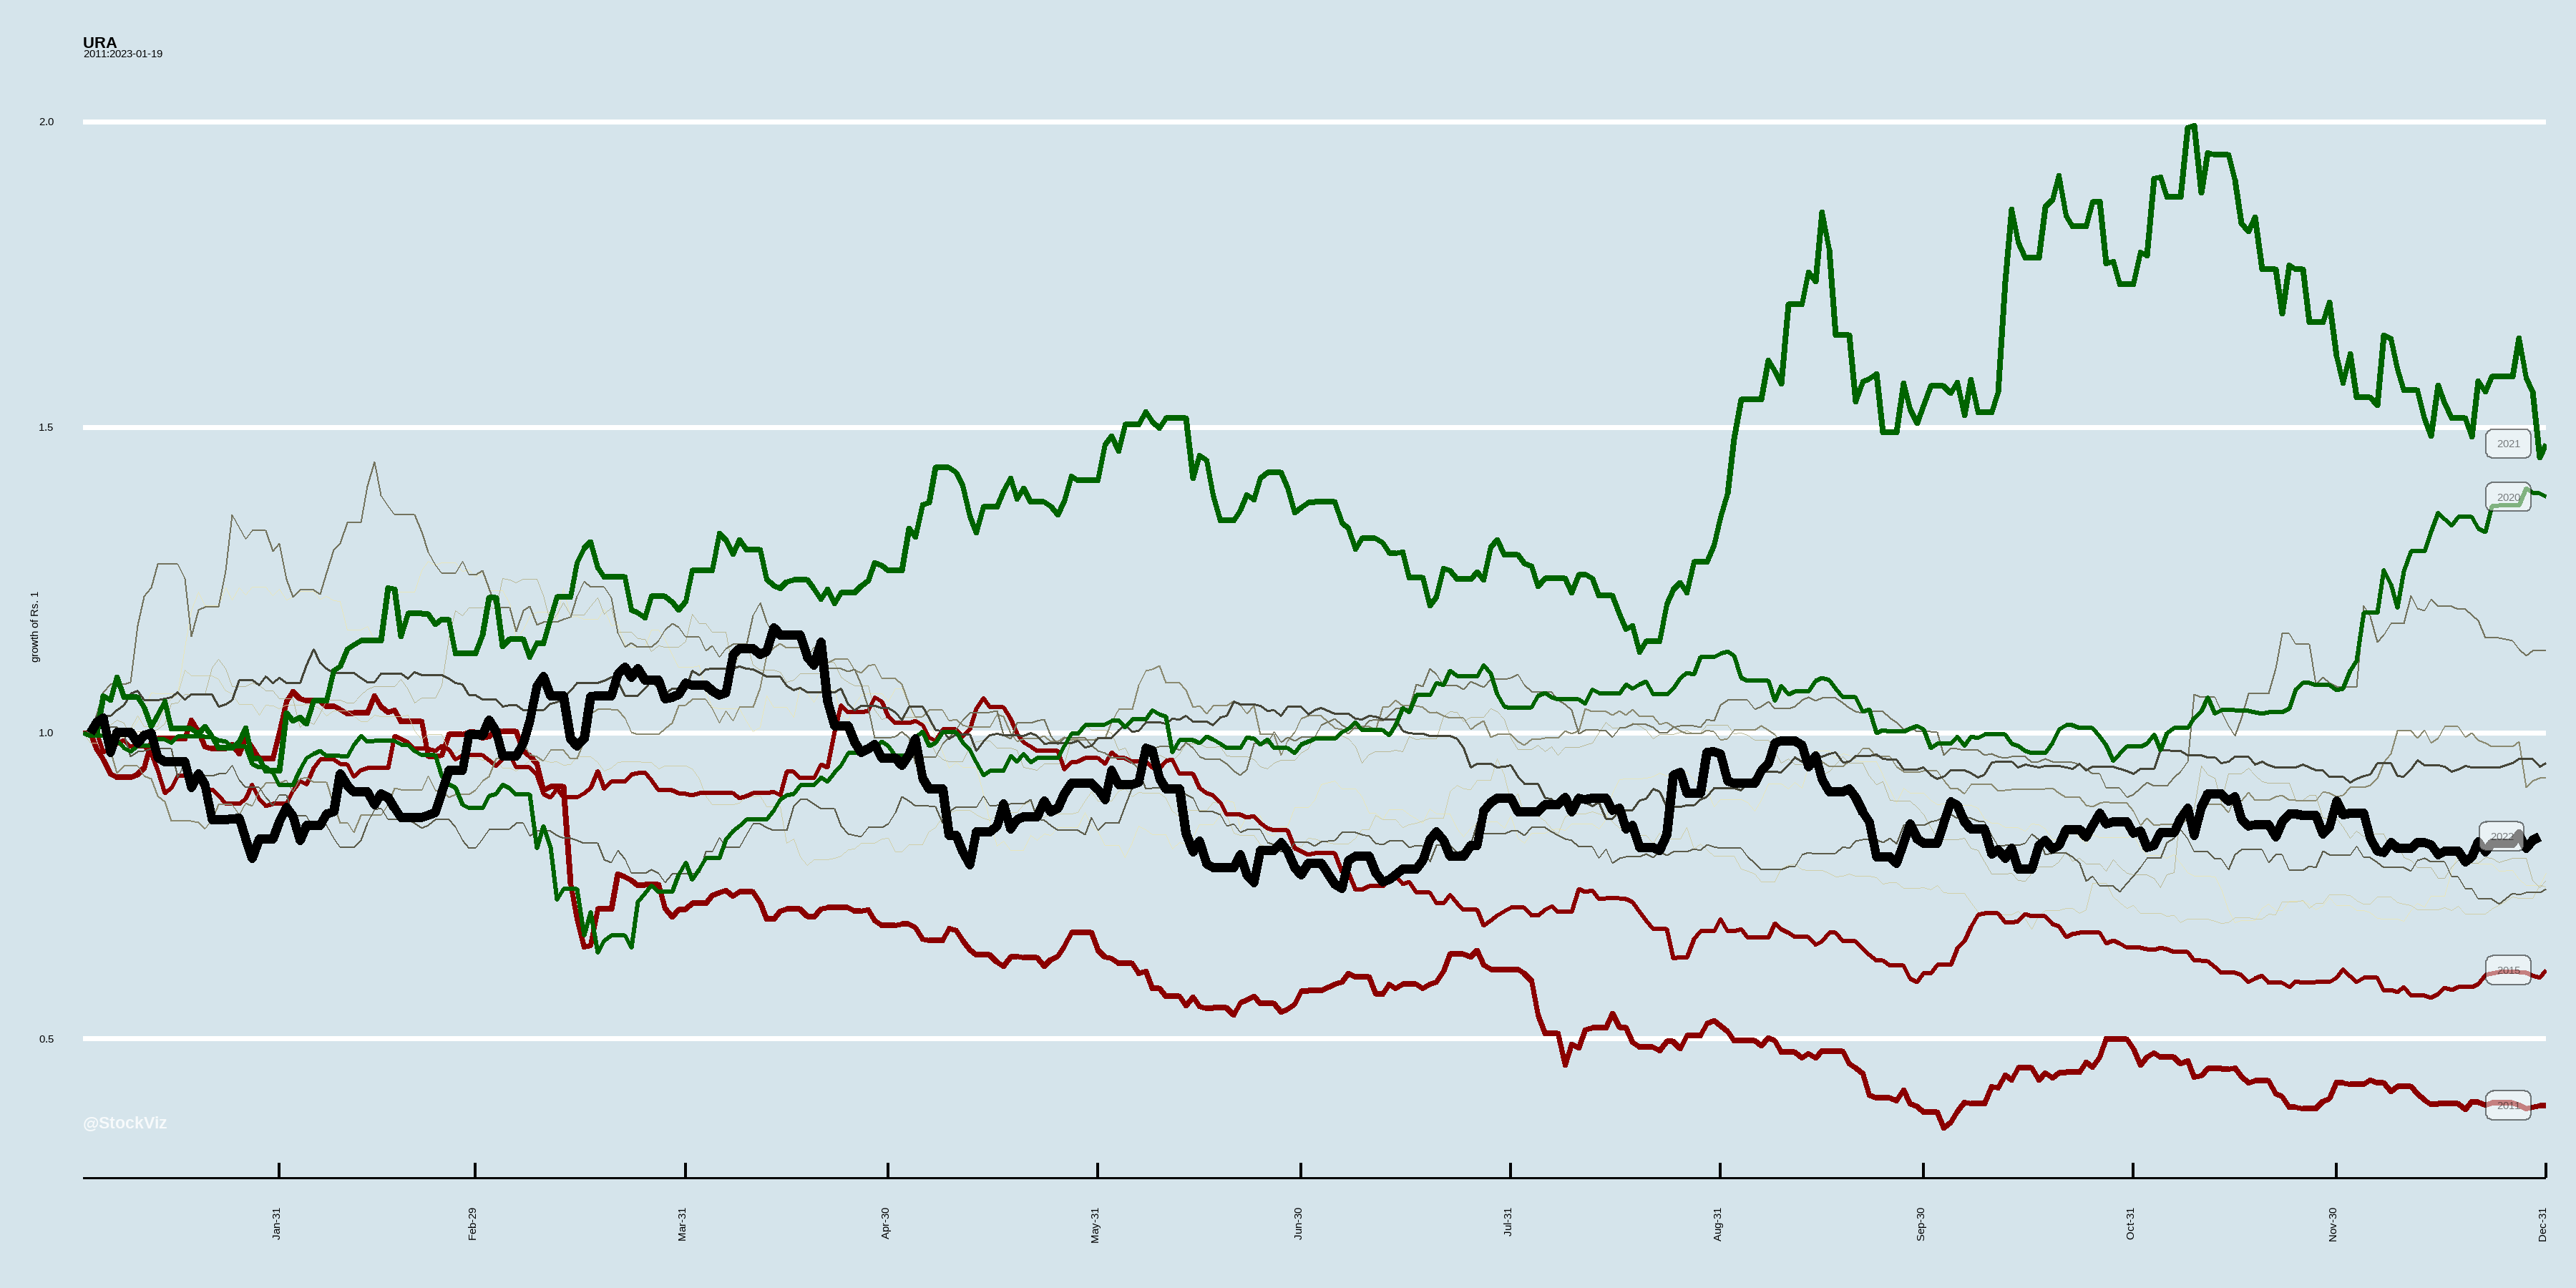 URA
2011:2023-01-19
2.0
1.5
1.0
0.5
growth of Rs. 1
2021
2020
2022
2015
2011
@StockViz
Jan-31
Feb-29
Mar-31
Apr-30
May-31
Jun-30
Jul-31
Aug-31
Sep-30
Oct-31
Nov-30
Dec-31